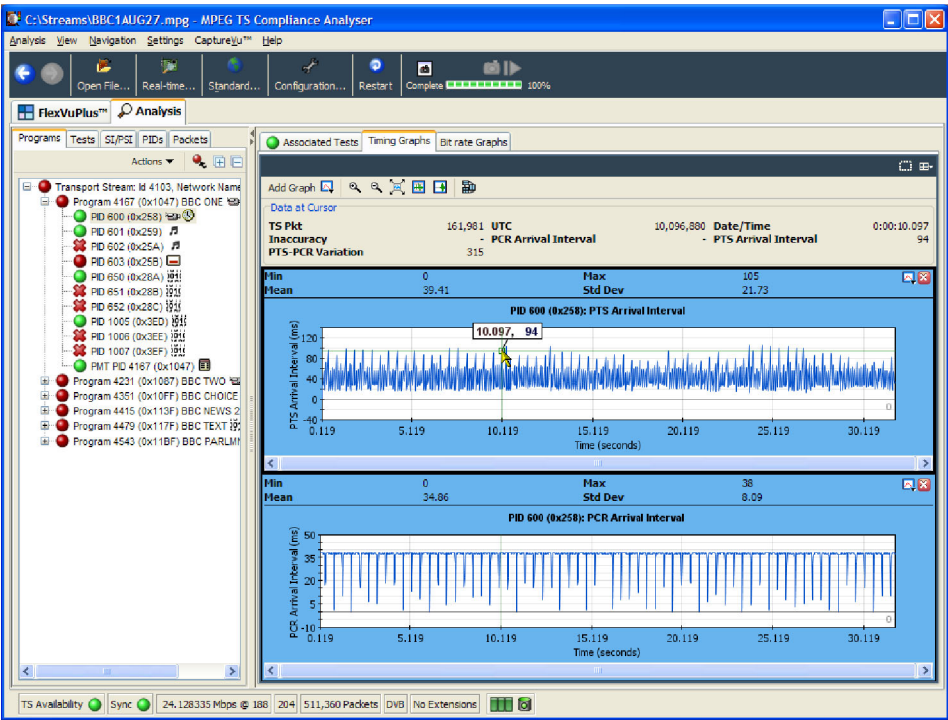 C:\Streams\BBC1AUG27.mpg - MPEG TS Compliance Analyser
Analysis View Navigation Settings CaptureVu™ Help
Open File... Real-time... Standard... Configuration... Restart Complete 100%
FlexVuPlus™ Analysis
Programs Tests SI/PSI PIDs Packets
Actions
Transport Stream: Id 4103, Network Name
Program 4167 (0x1047) BBC ONE
PID 600 (0x258)
PID 601 (0x259)
PID 602 (0x25A)
PID 603 (0x25B)
PID 650 (0x28A)
PID 651 (0x28B)
PID 652 (0x28C)
PID 1005 (0x3ED)
PID 1006 (0x3EE)
PID 1007 (0x3EF)
PMT PID 4167 (0x1047)
Program 4231 (0x1087) BBC TWO
Program 4351 (0x10FF) BBC CHOICE
Program 4415 (0x113F) BBC NEWS 2
Program 4479 (0x117F) BBC TEXT
Program 4543 (0x11BF) BBC PARLM
Associated Tests Timing Graphs Bit rate Graphs
Add Graph
Data at Cursor
TS Pkt 161,981 UTC 10,096,880 Date/Time 0:00:10.097
Inaccuracy - PCR Arrival Interval - PTS Arrival Interval 94
PTS-PCR Variation 315
Min 0 Max 105
Mean 39.41 Std Dev 21.73
PID 600 (0x258): PTS Arrival Interval
10.097, 94
PTS Arrival Interval (ms)
120
80
40
0
0
-40
0.119 5.119 10.119 15.119 20.119 25.119 30.119
Time (seconds)
Min 0 Max 38
Mean 34.86 Std Dev 8.09
PID 600 (0x258): PCR Arrival Interval
PCR Arrival Interval (ms)
50
35
20
5
0
-10
0.119 5.119 10.119 15.119 20.119 25.119 30.119
Time (seconds)
TS Availability Sync 24.128335 Mbps @ 188 204 511,360 Packets DVB No Extensions